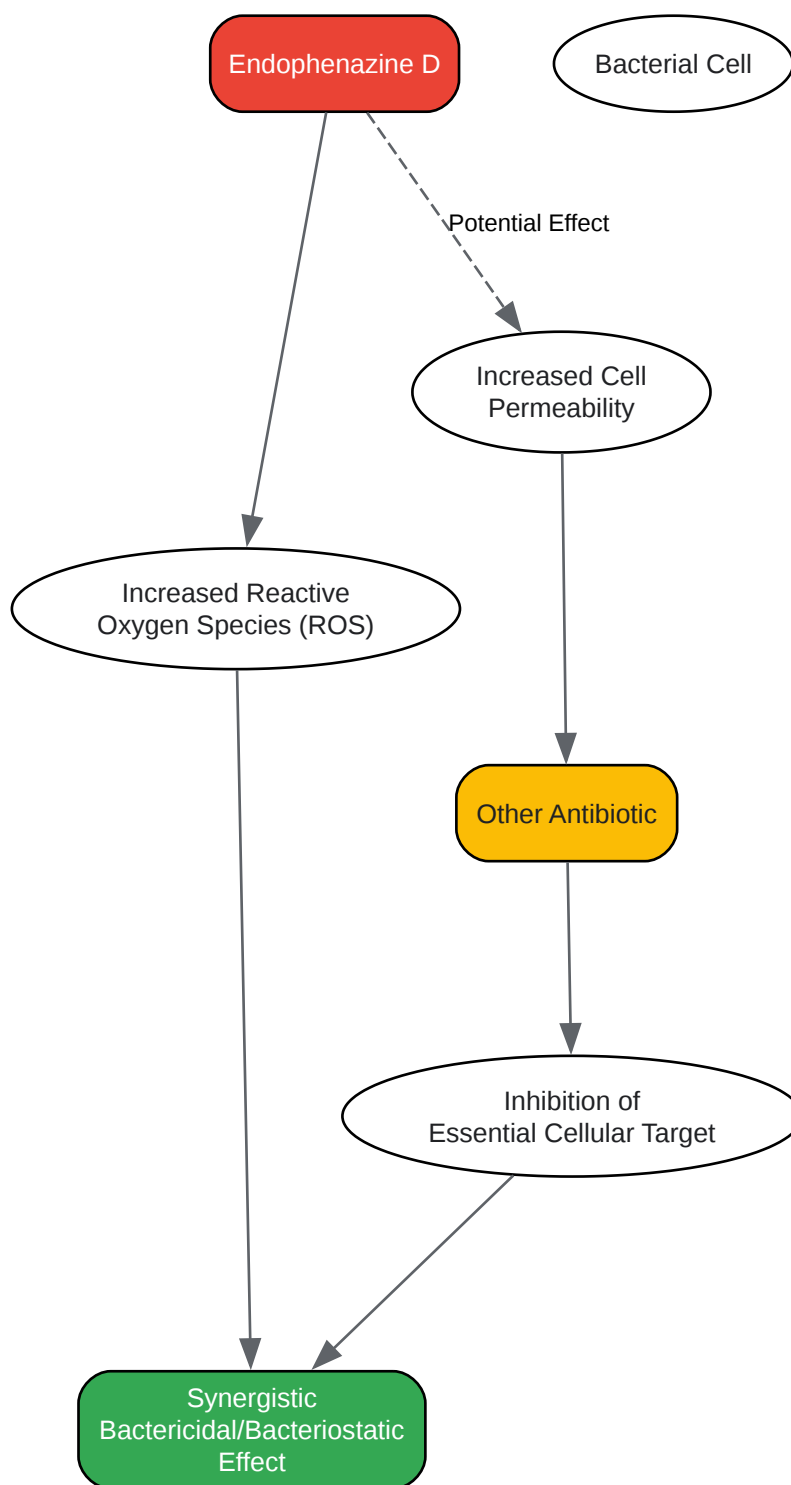 Endophenazine D
Bacterial Cell
Potential Effect
Increased Cell
Permeability
Increased Reactive
Oxygen Species (ROS)
Other Antibiotic
Inhibition of
Essential Cellular Target
Synergistic
Bactericidal/Bacteriostatic
Effect